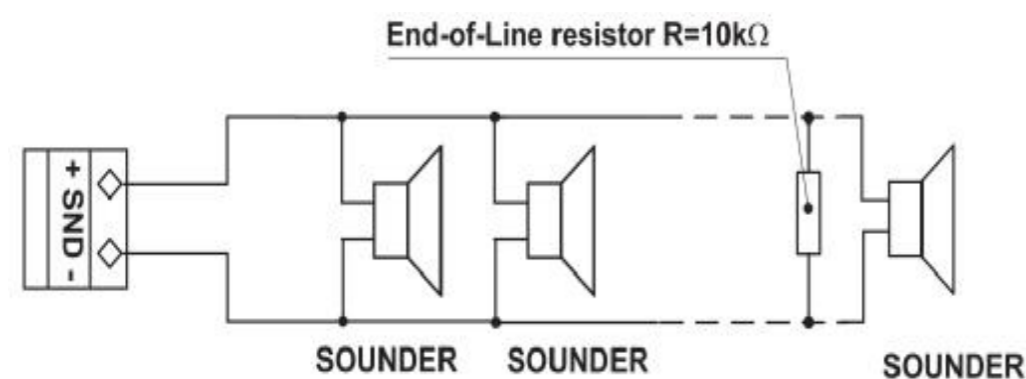 End-of-Line resistor R=10kΩ
+ SND -
SOUNDER
SOUNDER
SOUNDER